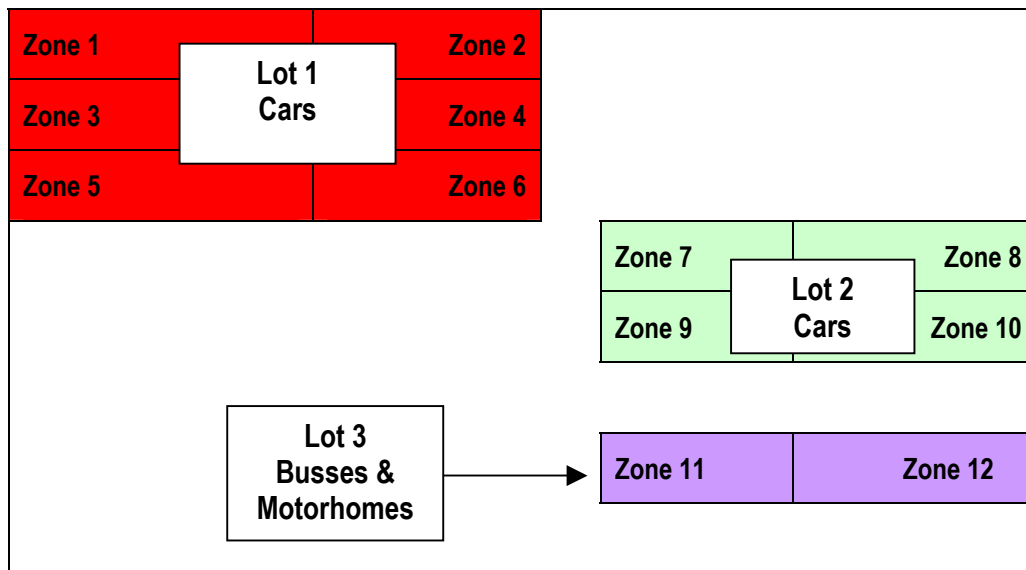 Zone 1
Zone 2
Lot 1
Cars
Zone 3
Zone 4
Zone 5
Zone 6
Zone 7
Zone 8
Lot 2
Cars
Zone 9
Zone 10
Lot 3
Busses &
Motorhomes
Zone 11
Zone 12